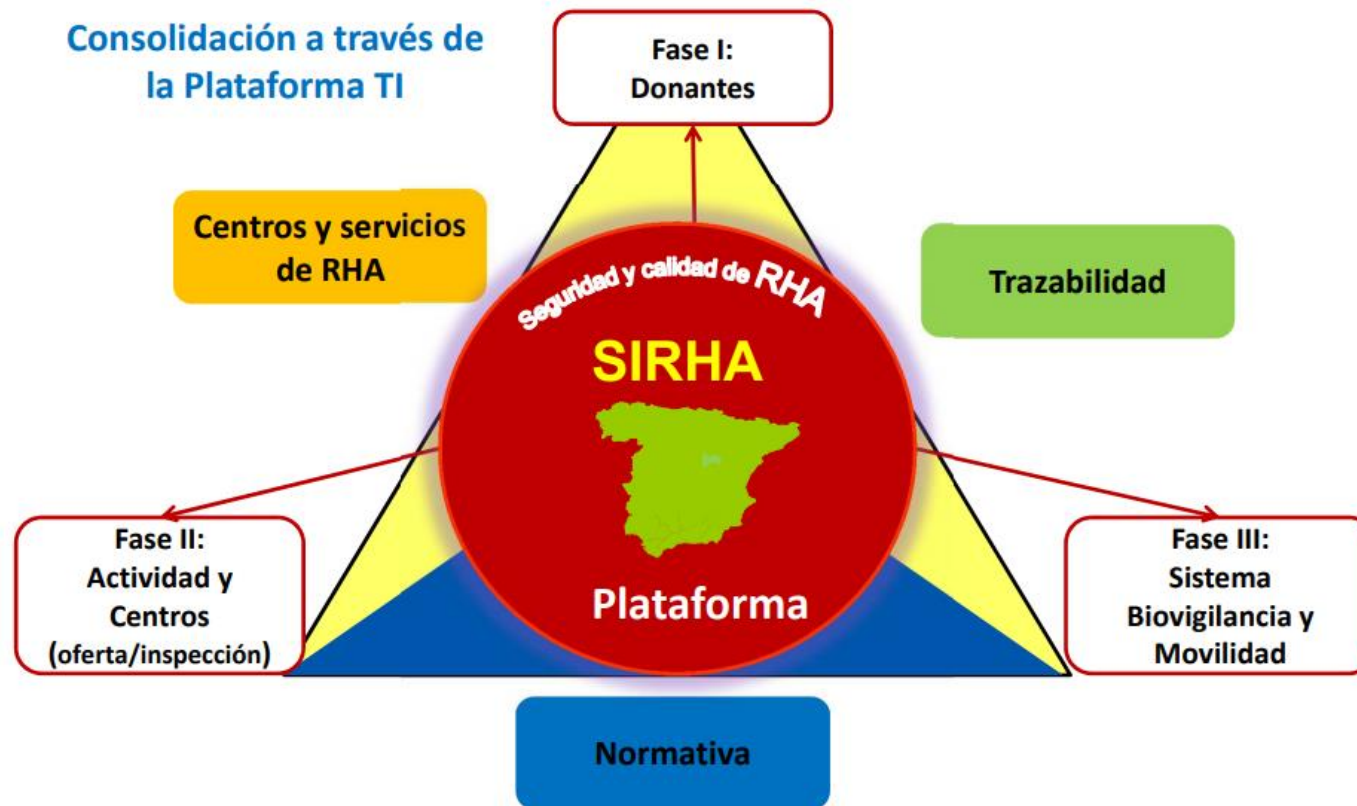 Consolidación a través de
la Plataforma TI
Fase I:
Donantes
Centros y servicios
de RHA
Trazabilidad
Seguridad y calidad de RHA
SIRHA
Plataforma
Fase II:
Actividad y
Centros
(oferta/inspección)
Fase III:
Sistema
Biovigilancia y
Movilidad
Normativa